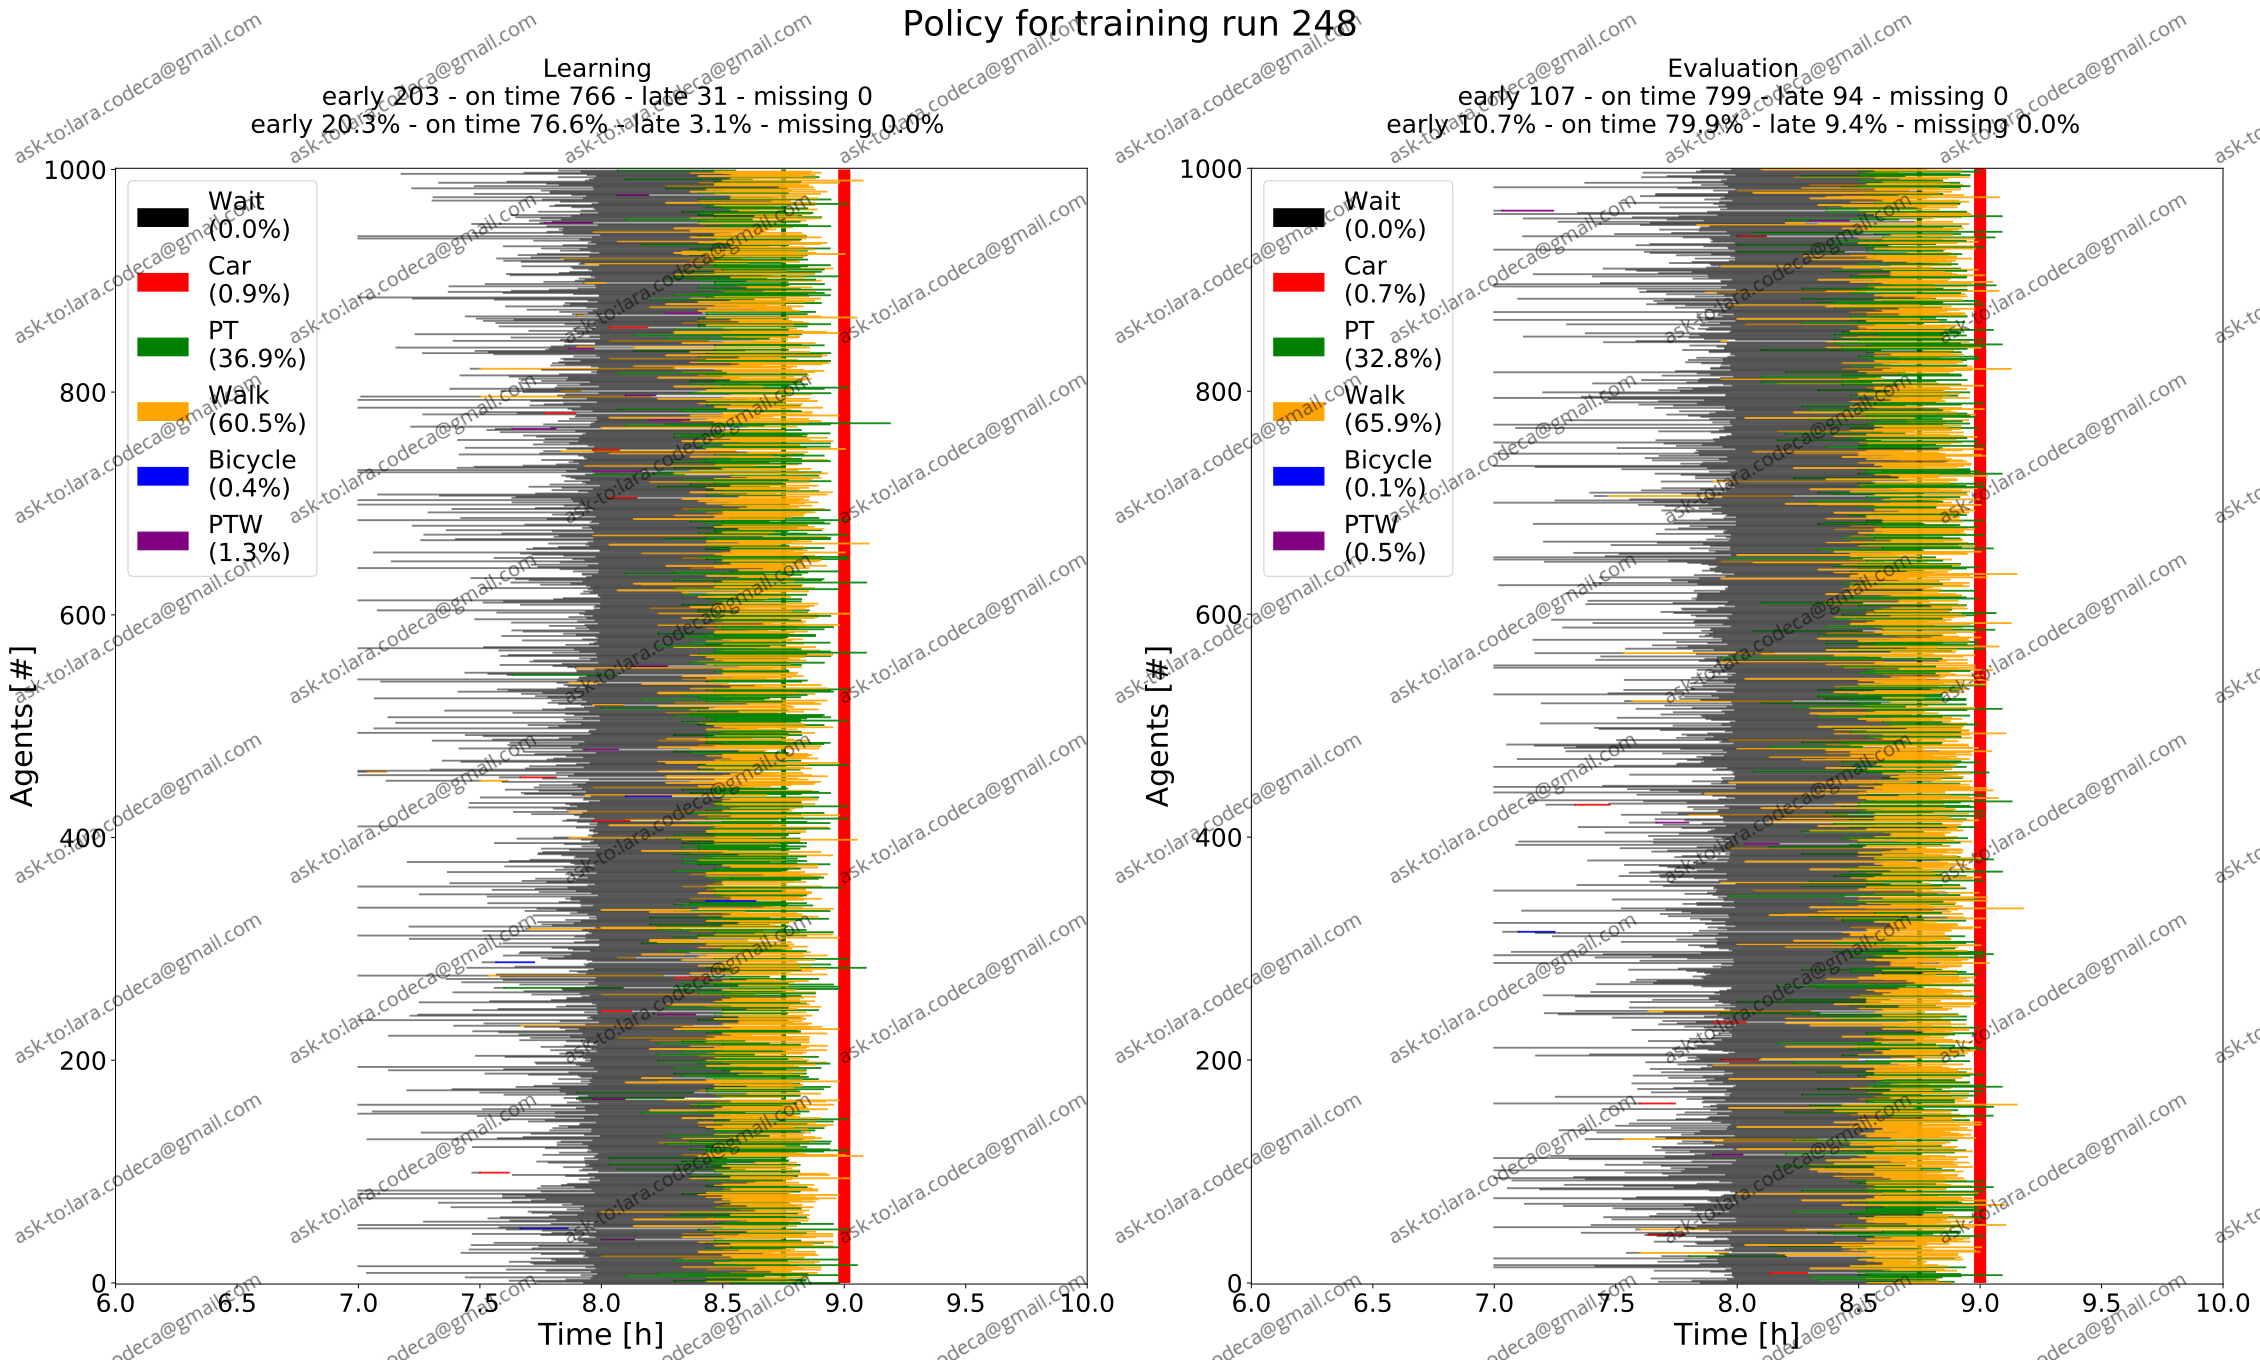 Policy for training run 248
Learning
early 203 - on time 766 - late 31 - missing 0
early 20.3% - on time 76.6% - late 3.1% - missing 0.0%
1000
800
600
400
200
0
Agents [#]
Wait
(0.0%)
Car
(0.9%)
PT
(36.9%)
Walk
(60.5%)
Bicycle
(0.4%)
PTW
(1.3%)
6.0 6.5 7.0 7.5 8.0 8.5 9.0 9.5 10.0
Time [h]
Evaluation
early 107 - on time 799 - late 94 - missing 0
early 10.7% - on time 79.9% - late 9.4% - missing 0.0%
1000
800
600
400
200
0
Agents [#]
Wait
(0.0%)
Car
(0.7%)
PT
(32.8%)
Walk
(65.9%)
Bicycle
(0.1%)
PTW
(0.5%)
6.0 6.5 7.0 7.5 8.0 8.5 9.0 9.5 10.0
Time [h]
ask-to:lara.codeca@gmail.com